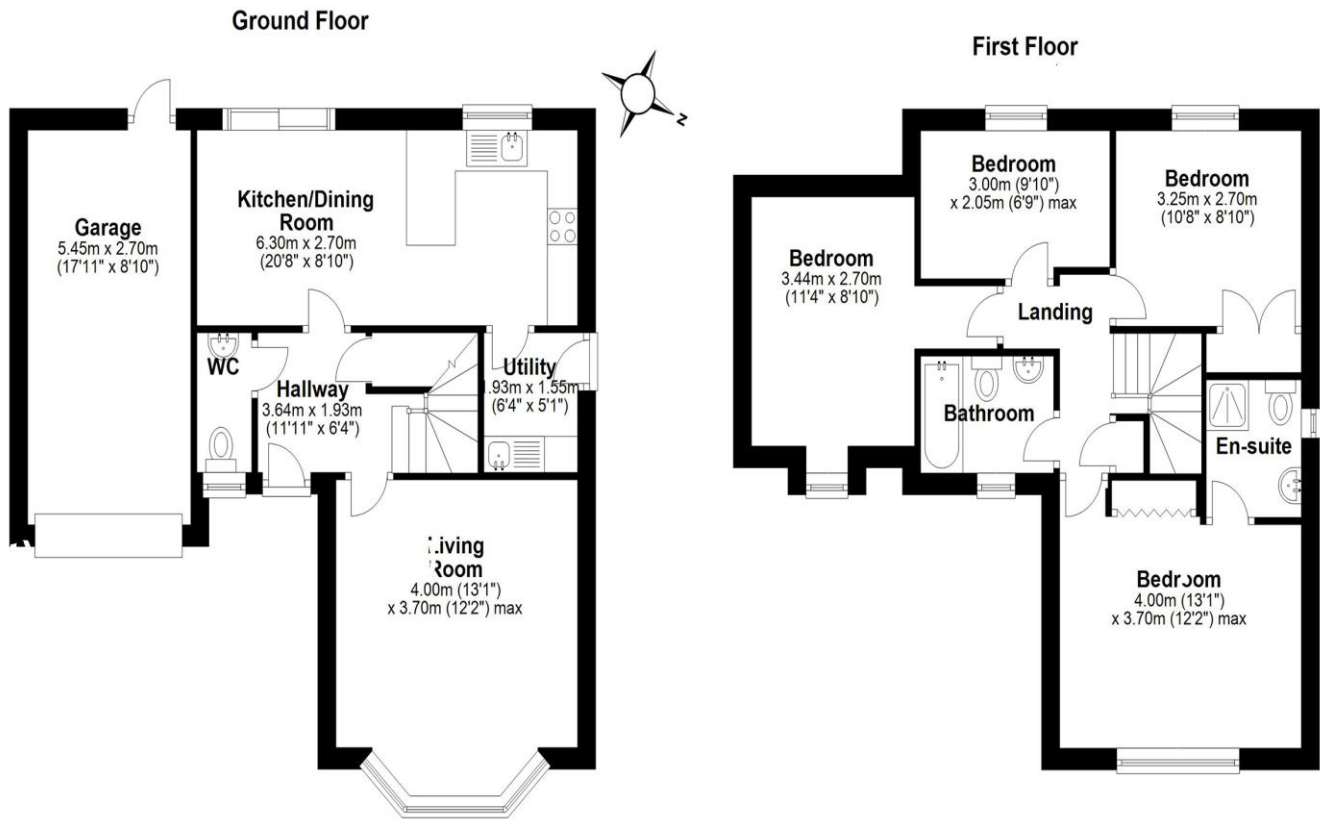 Ground Floor
Garage
5.45m x 2.70m
(17'11" x 8'10")
Kitchen/Dining
Room
6.30m x 2.70m
(20'8" x 8'10")
WC
Hallway
3.64m x 1.93m
(11'11" x 6'4")
Utility
1.93m x 1.55m
(6'4" x 5'1")
Living
Room
4.00m (13'1")
x 3.70m (12'2") max
N
First Floor
Bedroom
3.00m (9'10")
x 2.05m (6'9") max
Bedroom
3.25m x 2.70m
(10'8" x 8'10")
Bedroom
3.44m x 2.70m
(11'4" x 8'10")
Landing
Bathroom
En-suite
Bedroom
4.00m (13'1")
x 3.70m (12'2") max